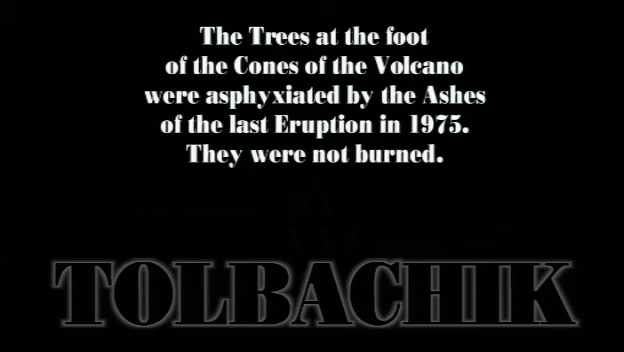 The Trees at the foot
of the Cones of the Volcano
were asphyxiated by the Ashes
of the last Eruption in 1975.
They were not burned.
TOLBACHIK